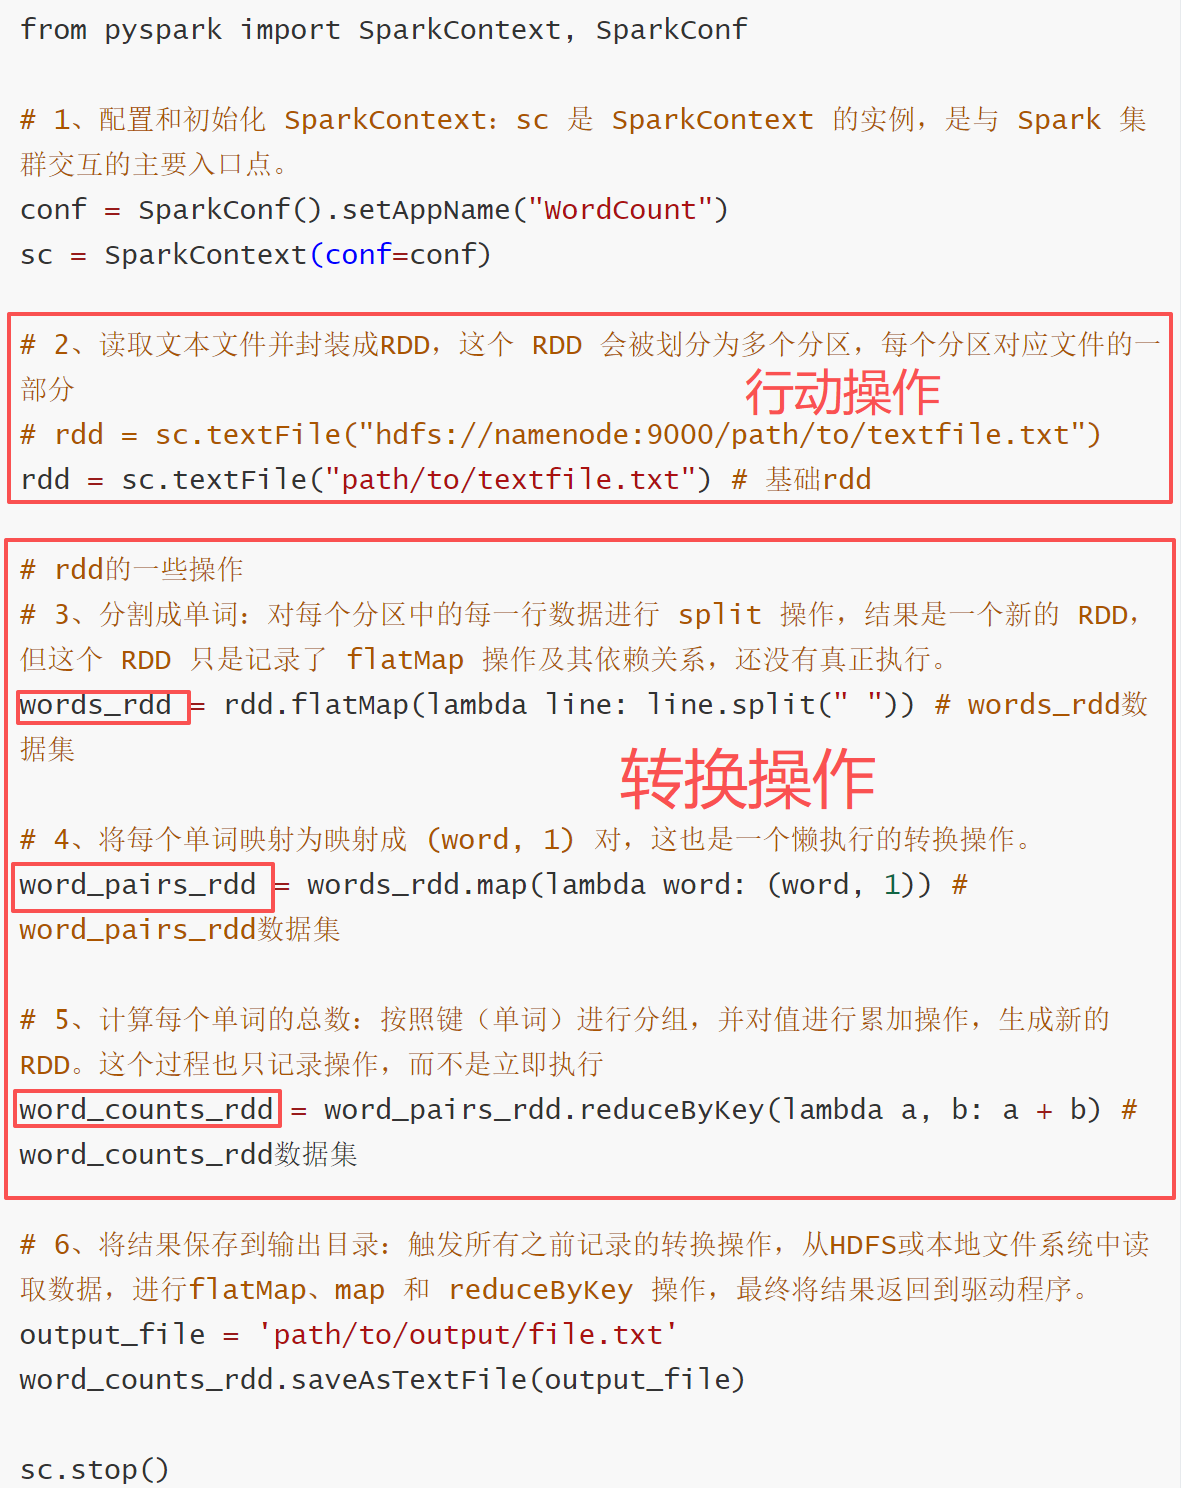 from pyspark import SparkContext, SparkConf
# 1、配置和初始化 SparkContext：sc 是 SparkContext 的实例，是与 Spark 集
群交互的主要入口点。
conf = SparkConf().setAppName("WordCount")
sc = SparkContext(conf=conf)
# 2、读取文本文件并封装成RDD，这个 RDD 会被划分为多个分区，每个分区对应文件的一
部分
行动操作
# rdd = sc.textFile("hdfs://namenode:9000/path/to/textfile.txt")
rdd = sc.textFile("path/to/textfile.txt") # 基础rdd
# rdd的一些操作
# 3、分割成单词：对每个分区中的每一行数据进行 split 操作，结果是一个新的 RDD，
但这个 RDD 只是记录了 flatMap 操作及其依赖关系，还没有真正执行。
words_rdd = rdd.flatMap(lambda line: line.split(" ")) # words_rdd数
据集
转换操作
# 4、将每个单词映射为映射成 (word, 1) 对，这也是一个懒执行的转换操作。
word_pairs_rdd = words_rdd.map(lambda word: (word, 1)) #
word_pairs_rdd数据集
# 5、计算每个单词的总数：按照键（单词）进行分组，并对值进行累加操作，生成新的
RDD。这个过程也只记录操作，而不是立即执行
word_counts_rdd = word_pairs_rdd.reduceByKey(lambda a, b: a + b) #
word_counts_rdd数据集
# 6、将结果保存到输出目录：触发所有之前记录的转换操作，从HDFS或本地文件系统中读
取数据，进行flatMap、map 和 reduceByKey 操作，最终将结果返回到驱动程序。
output_file = 'path/to/output/file.txt'
word_counts_rdd.saveAsTextFile(output_file)
sc.stop()